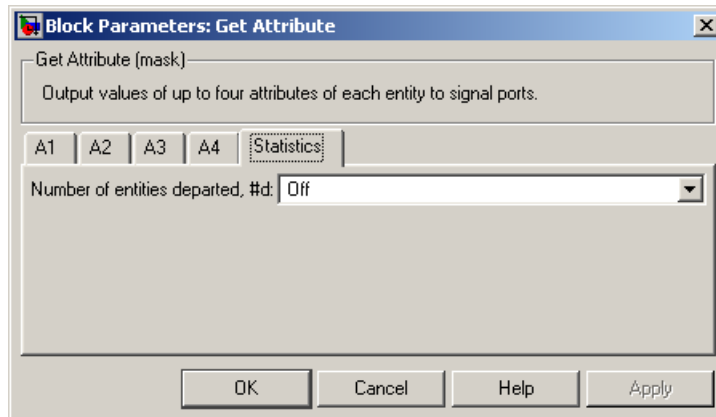 Block Parameters: Get Attribute
Get Attribute (mask)
Output values of up to four attributes of each entity to signal ports.
A1 A2 A3 A4 Statistics
Number of entities departed, #d: Off
OK Cancel Help Apply